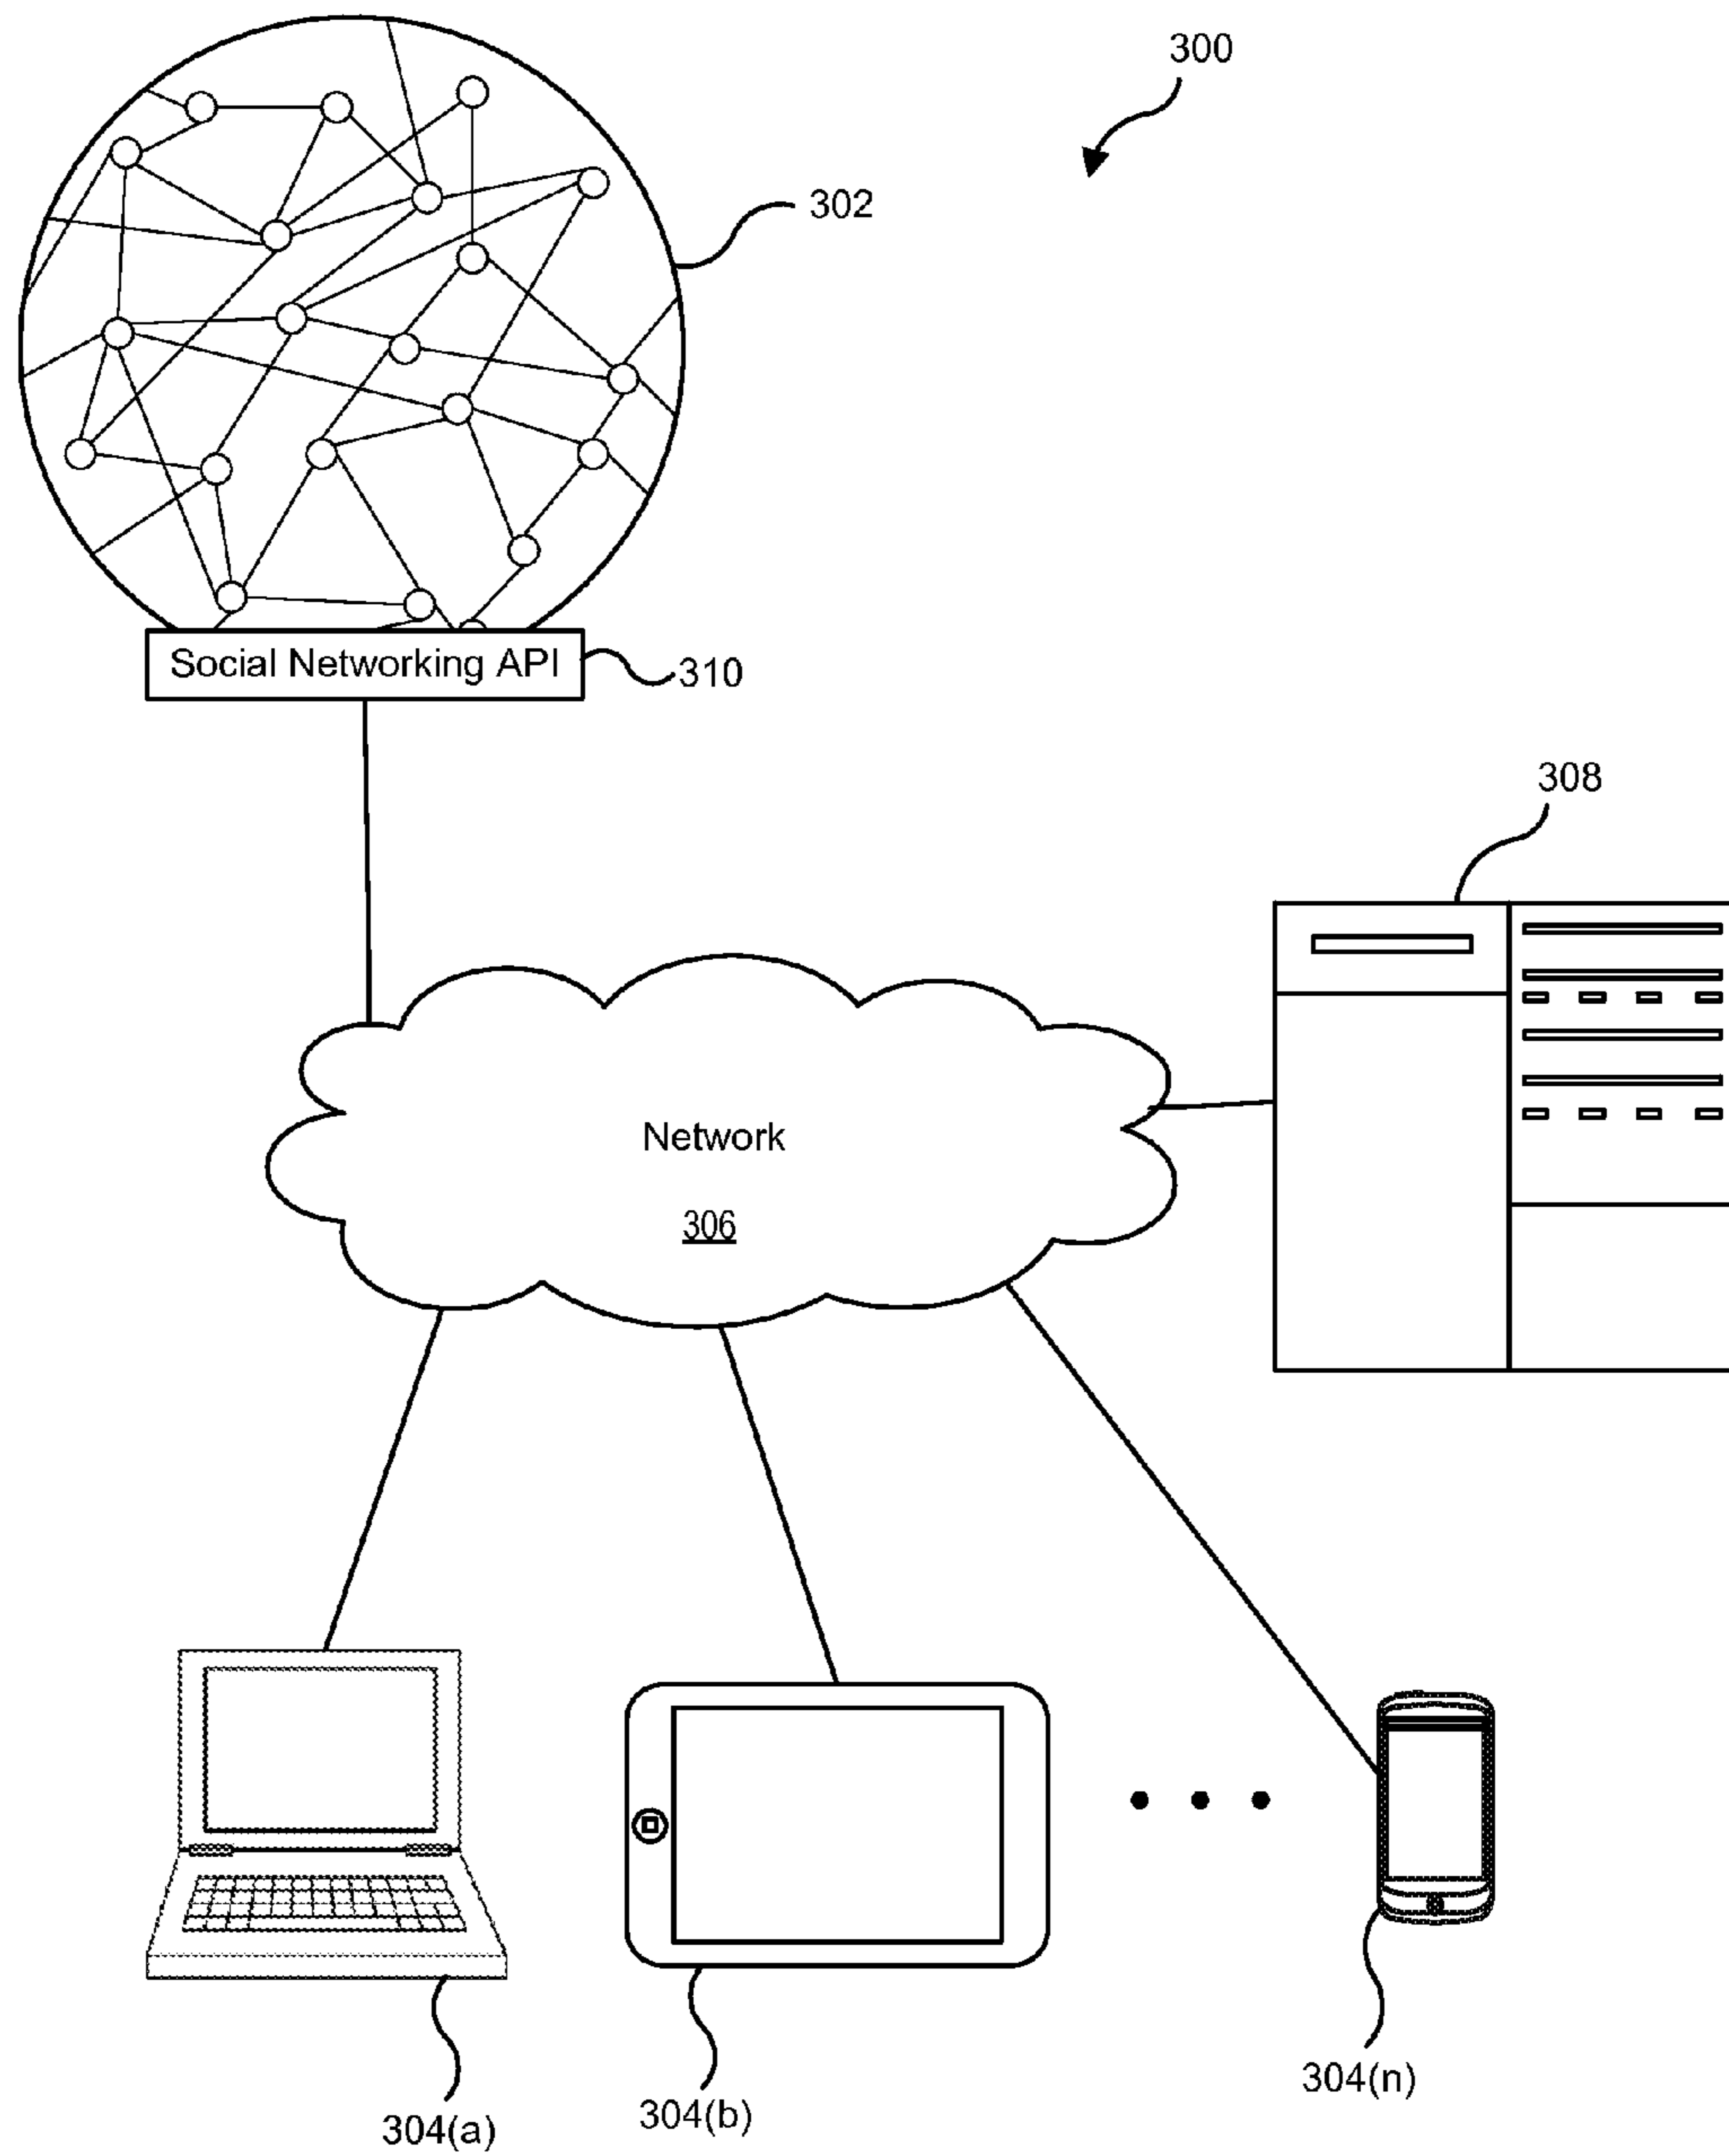 300
302
Social Networking API
310
308
Network
306
304(a)
304(b)
304(n)